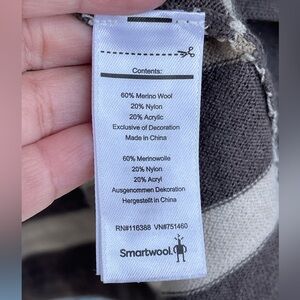 Contents:
60% Merino Wool
20% Nylon
20% Acrylic
Exclusive of Decoration
Made in China
60% Merinowolle
20% Nylon
20% Acryl
Ausgenommen Dekoration
Hergestellt in China
RN#116388 VN#751460
Smartwool